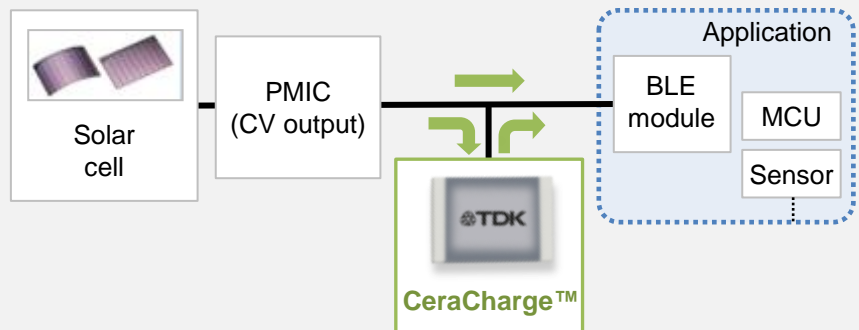 Solar
cell
PMIC
(CV output)
TDK
CeraCharge™
Application
BLE
module
MCU
Sensor